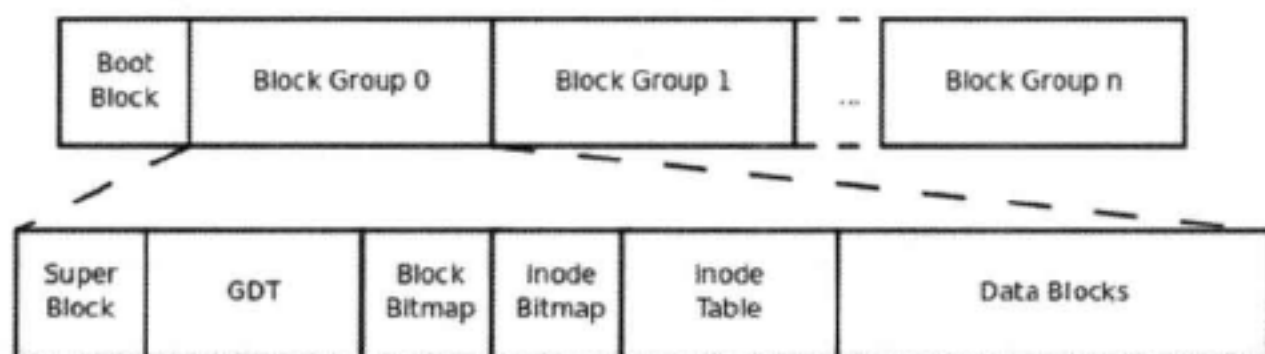 Boot
Block
Block Group 0
Block Group 1
...
Block Group n
Super
Block
GDT
Block
Bitmap
Inode
Bitmap
Inode
Table
Data Blocks